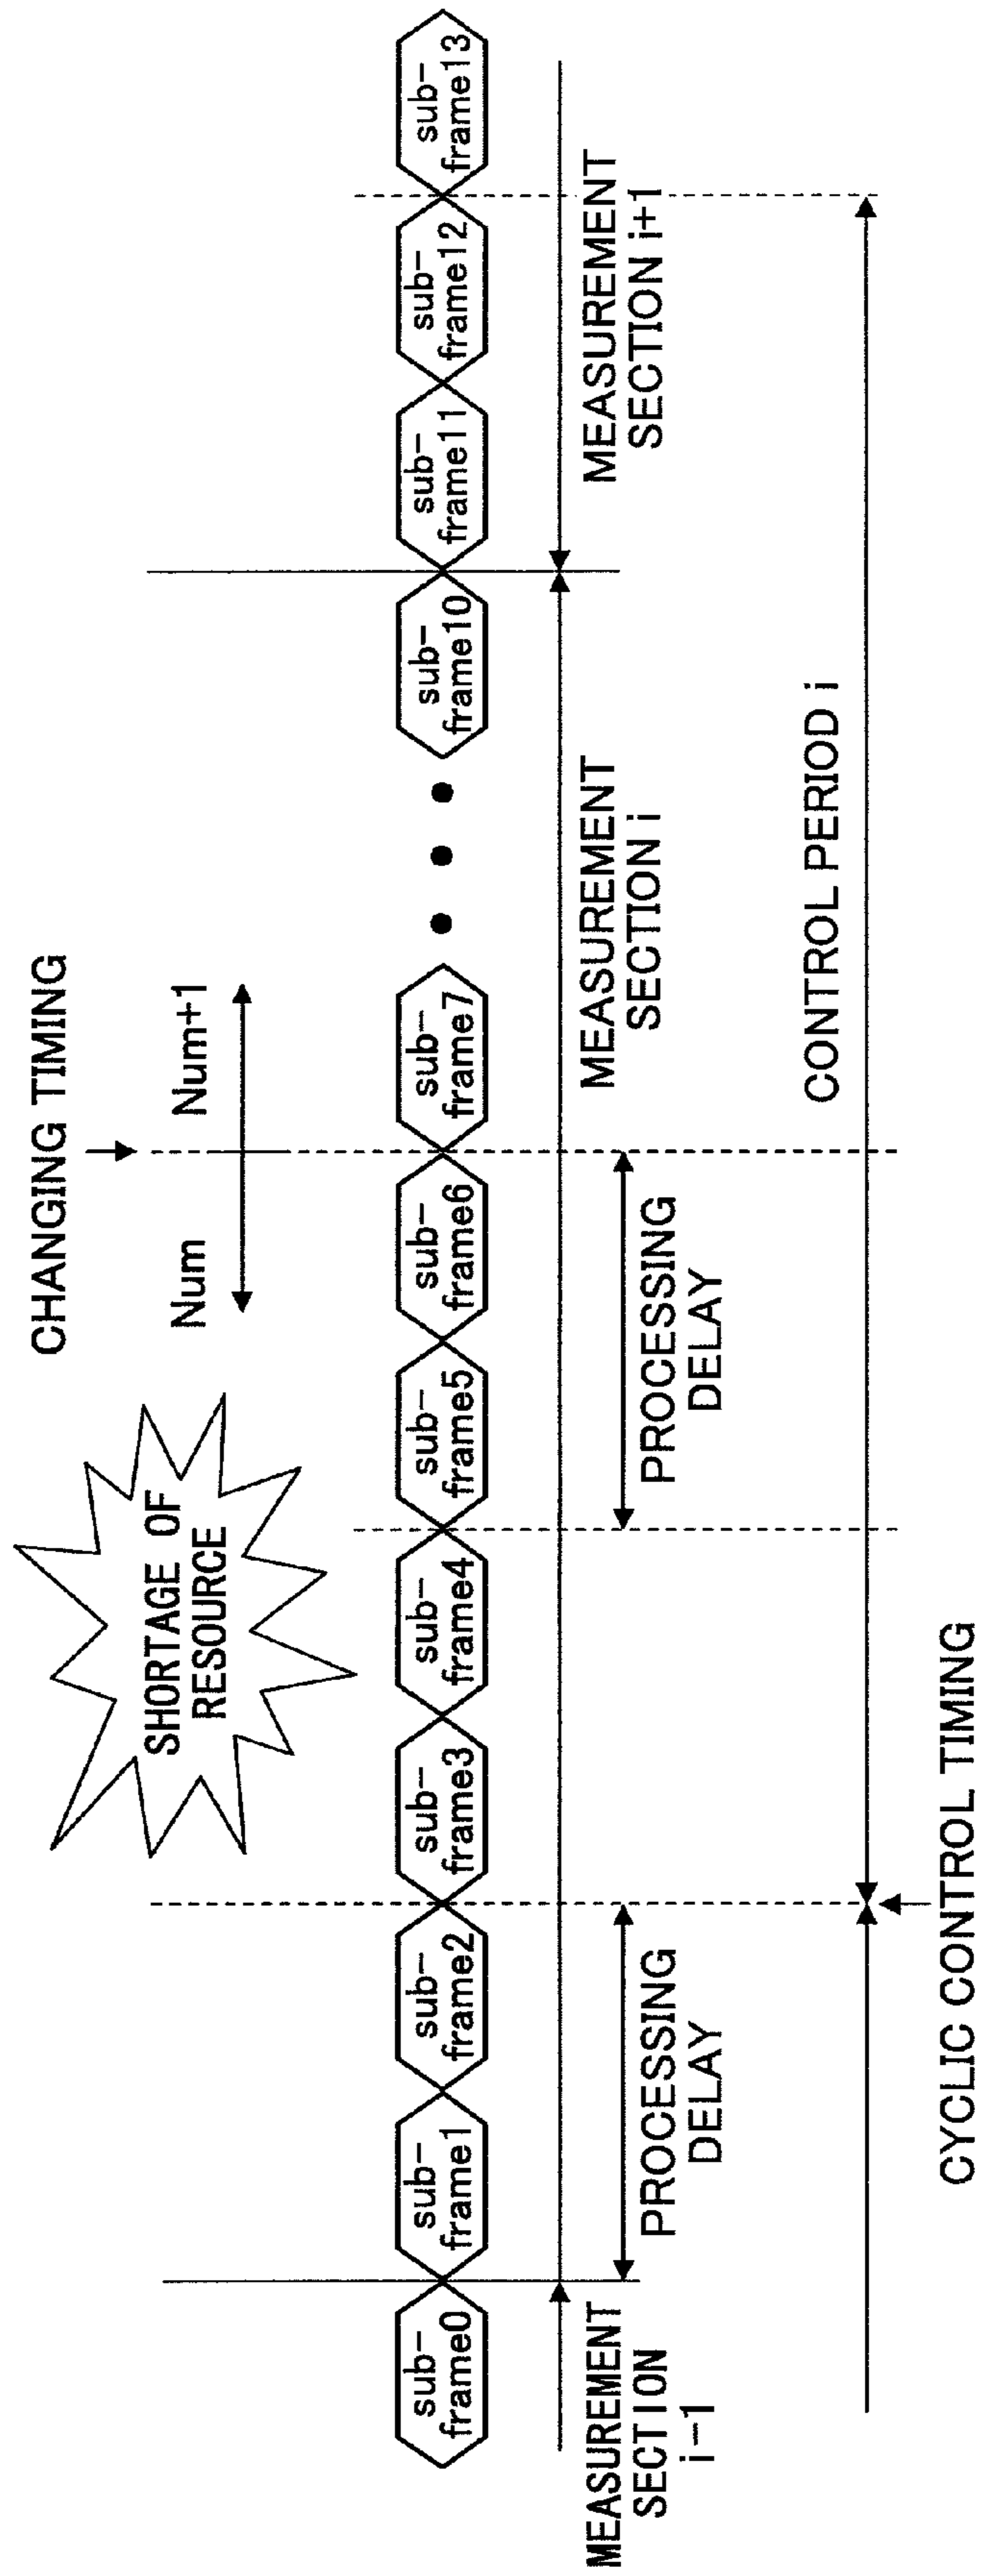 CHANGING TIMING
SHORTAGE OF
RESOURCE
Num
Num+1
sub-
frame0
sub-
frame1
sub-
frame2
sub-
frame3
sub-
frame4
sub-
frame5
sub-
frame6
sub-
frame7
sub-
frame10
sub-
frame11
sub-
frame12
sub-
frame13
MEASUREMENT
SECTION
i-1
MEASUREMENT
SECTION i
MEASUREMENT
SECTION i+1
PROCESSING
DELAY
PROCESSING
DELAY
CONTROL PERIOD i
CYCLIC CONTROL TIMING